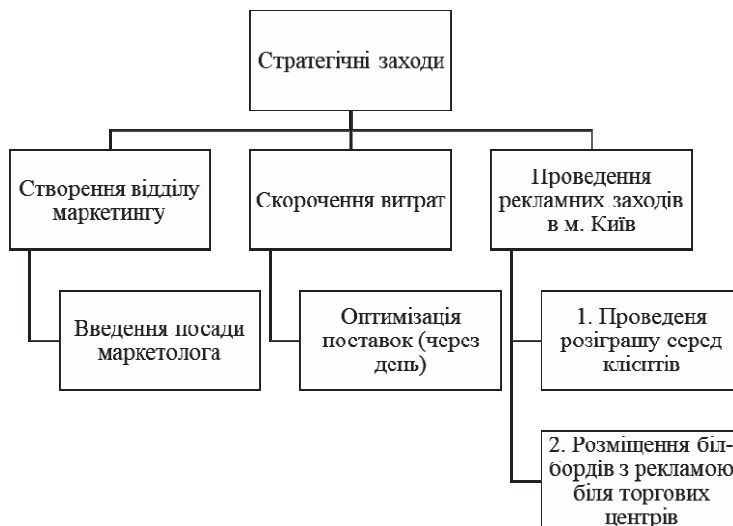 Стратегічні заходи
Створення відділу
маркетингу
Скорочення витрат
Проведення
рекламних заходів
в м. Київ
Введення посади
маркетолога
Оптимізація
поставок (через
день)
1. Проведеня
розіграшу серед
клієнтів
2. Розміщення біл-
бордів з рекламою
біля торгових
центрів